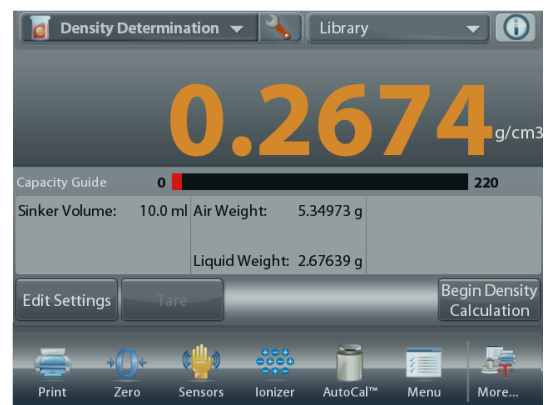 Density Determination Library
0.2674 g/cm3
Capacity Guide 0 220
Sinker Volume: 10.0 ml Air Weight: 5.34973 g
Liquid Weight: 2.67639 g
Edit Settings Tare Begin Density
Calculation
Print Zero Sensors Ionizer AutoCal™ Menu More...